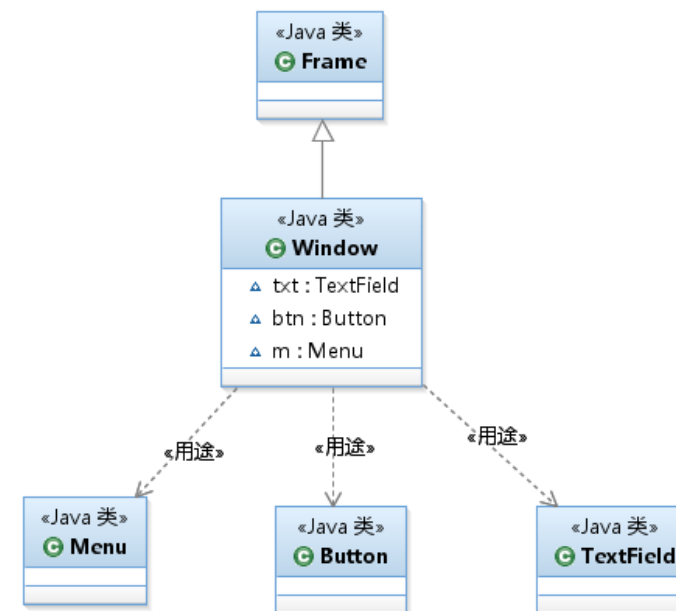 «Java 类»
Frame
«Java 类»
Window
txt : TextField
btn : Button
m : Menu
«用途»
«用途»
«用途»
«Java 类»
Menu
«Java 类»
Button
«Java 类»
TextField